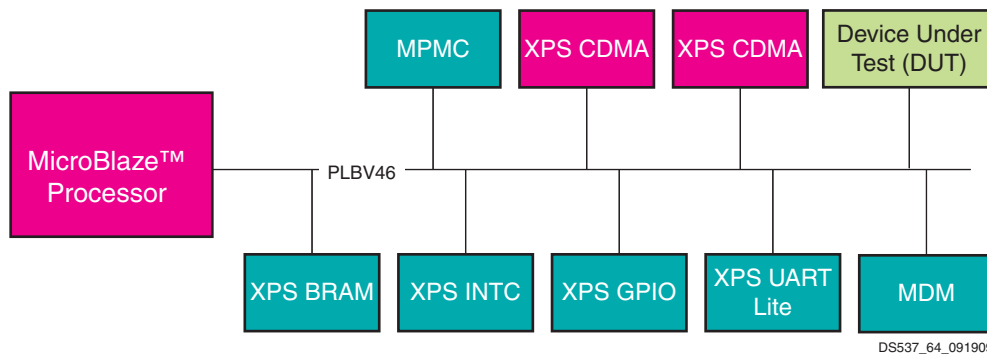 MPMC
XPS CDMA
XPS CDMA
Device Under
Test (DUT)
MicroBlaze™
Processor
PLBV46
XPS BRAM
XPS INTC
XPS GPIO
XPS UART
Lite
MDM
DS537_64_091909